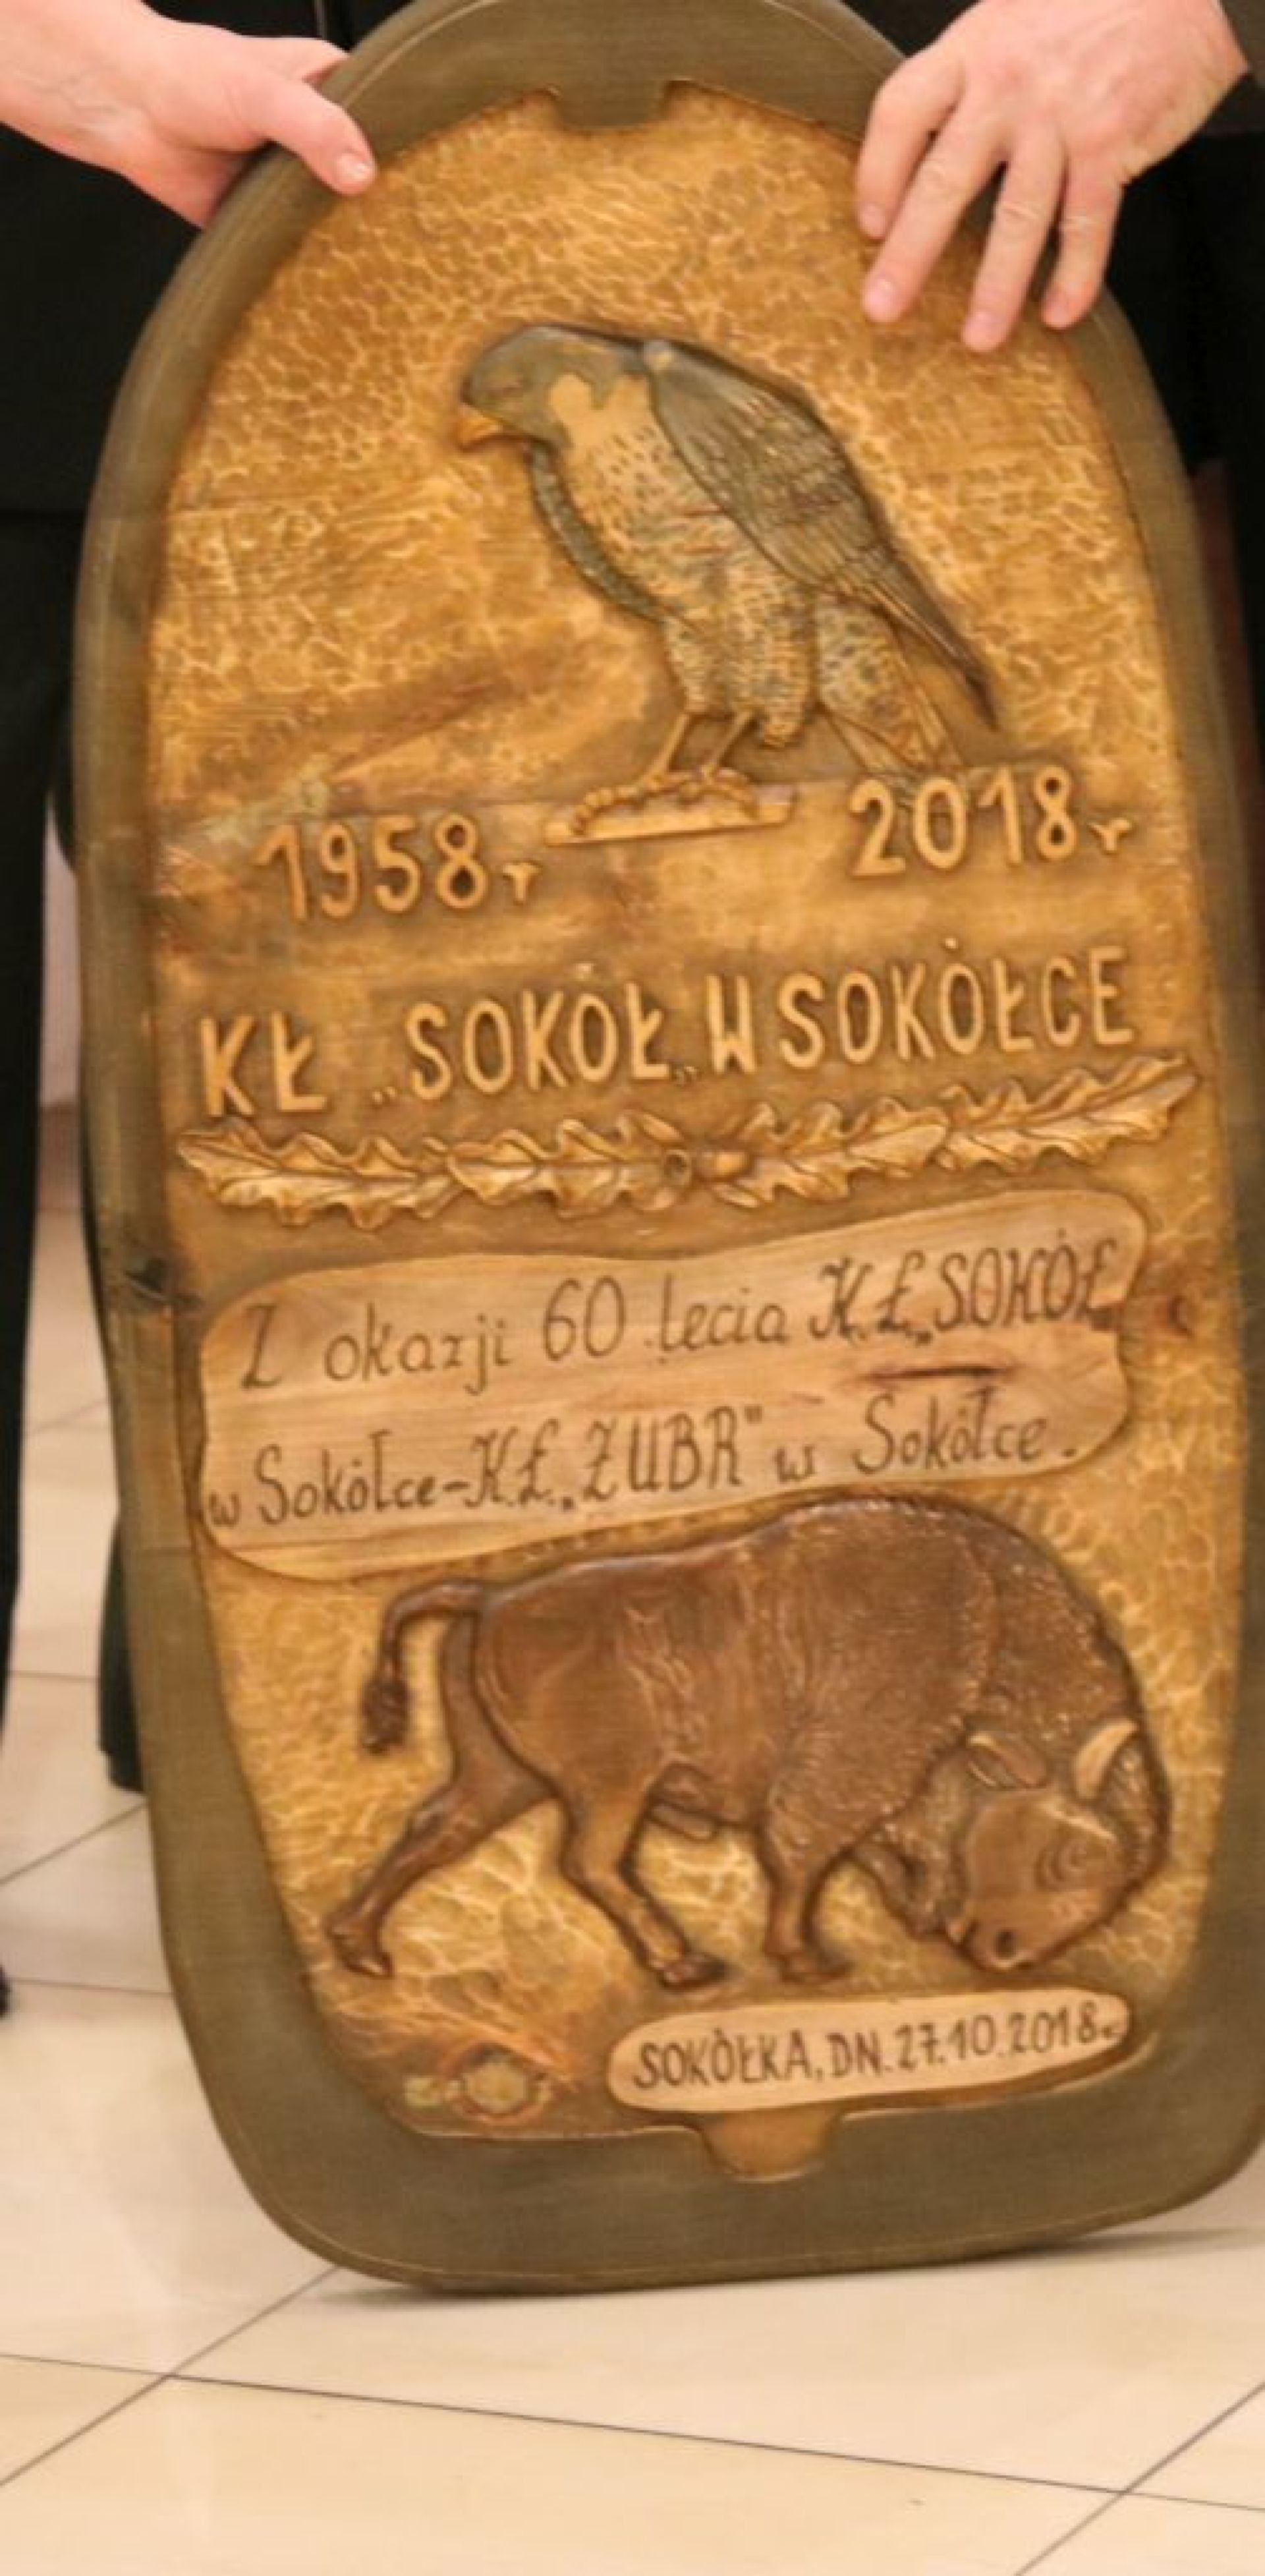 1958r 2018r
KŁ „SOKÓŁ„ W SOKÓŁCE
Z okazji 60 lecia K.Ł. „SOKÓŁ"
w Sokółce-K.Ł. „ŻUBR" w Sokółce.
SOKÓŁKA, DN. 27.10.2018r.